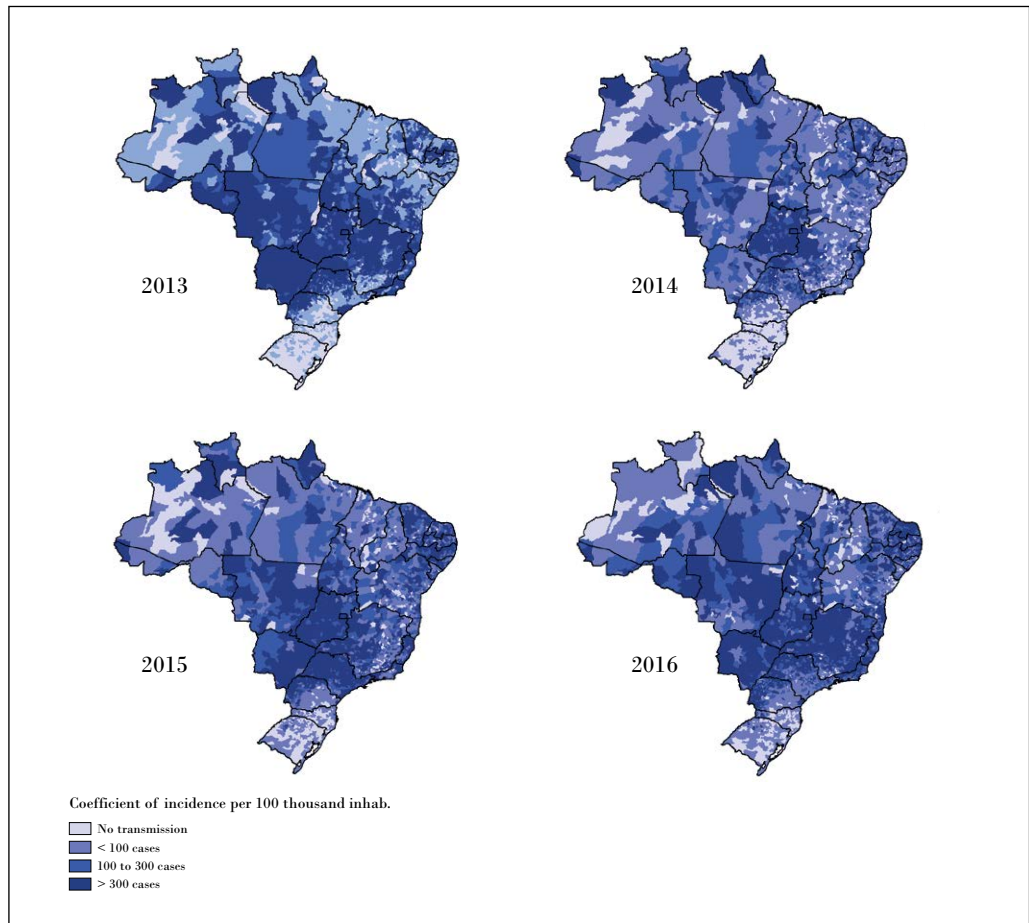 2013
2014
2015
2016
Coefficient of incidence per 100 thousand inhab.
No transmission
< 100 cases
100 to 300 cases
> 300 cases